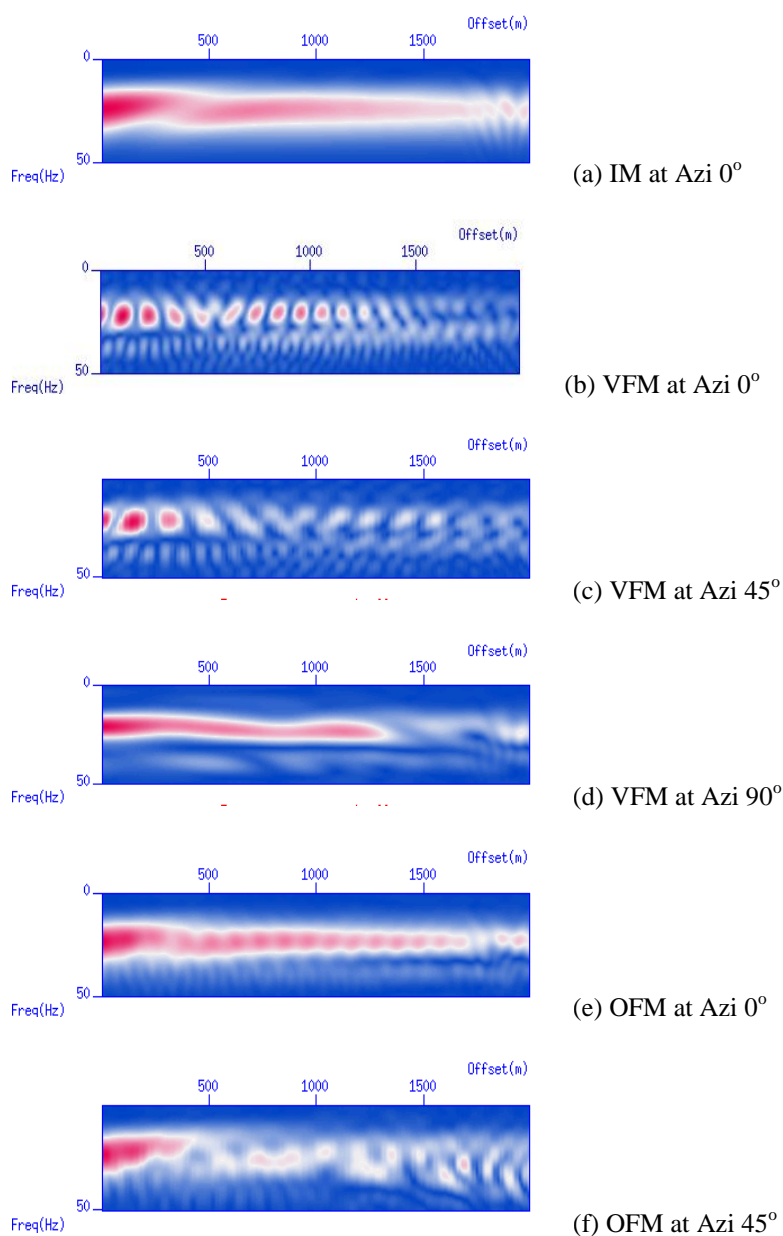 Offset(m)
500 1000 1500
0
50
Freq(Hz)
(a) IM at Azi 0o
Offset(m)
500 1000 1500
0
50
Freq(Hz)
(b) VFM at Azi 0o
Offset(m)
500 1000 1500
0
50
Freq(Hz)
(c) VFM at Azi 45o
Offset(m)
500 1000 1500
0
50
Freq(Hz)
(d) VFM at Azi 90o
Offset(m)
500 1000 1500
0
50
Freq(Hz)
(e) OFM at Azi 0o
Offset(m)
500 1000 1500
0
50
Freq(Hz)
(f) OFM at Azi 45o